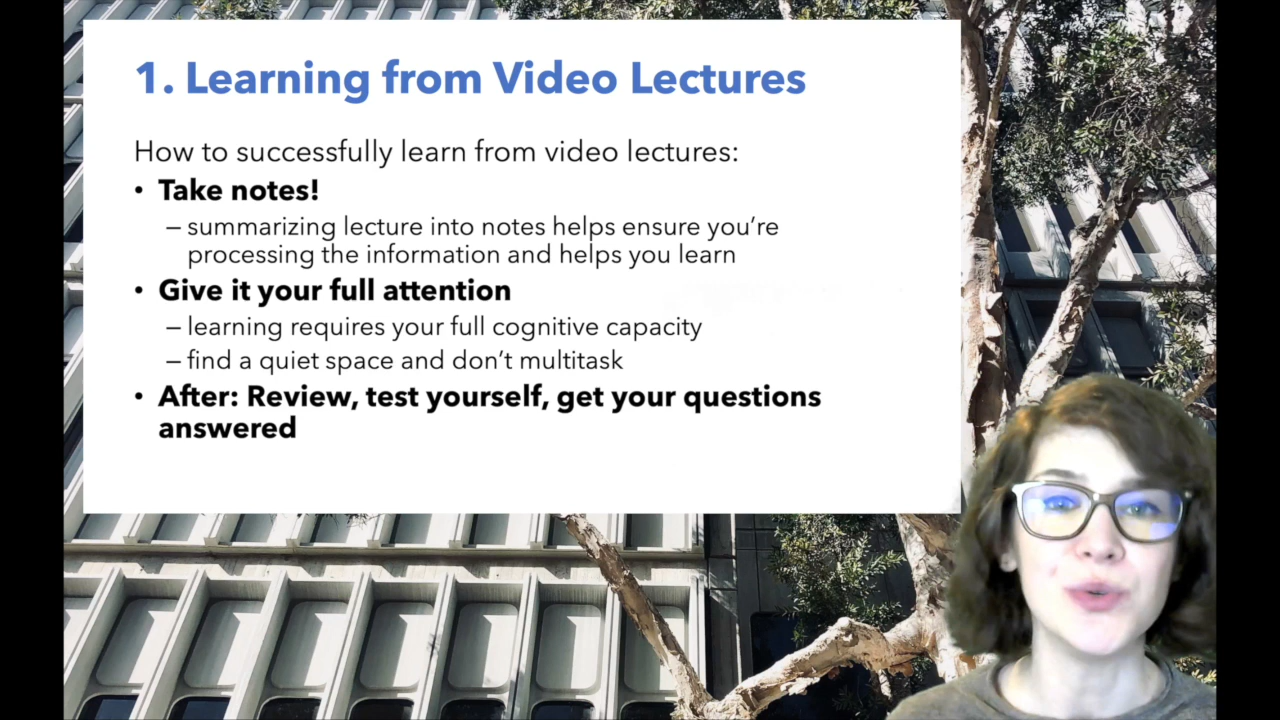 1. Learning from Video Lectures
How to successfully learn from video lectures:
• Take notes!
– summarizing lecture into notes helps ensure you’re
processing the information and helps you learn
• Give it your full attention
– learning requires your full cognitive capacity
– find a quiet space and don’t multitask
• After: Review, test yourself, get your questions
answered